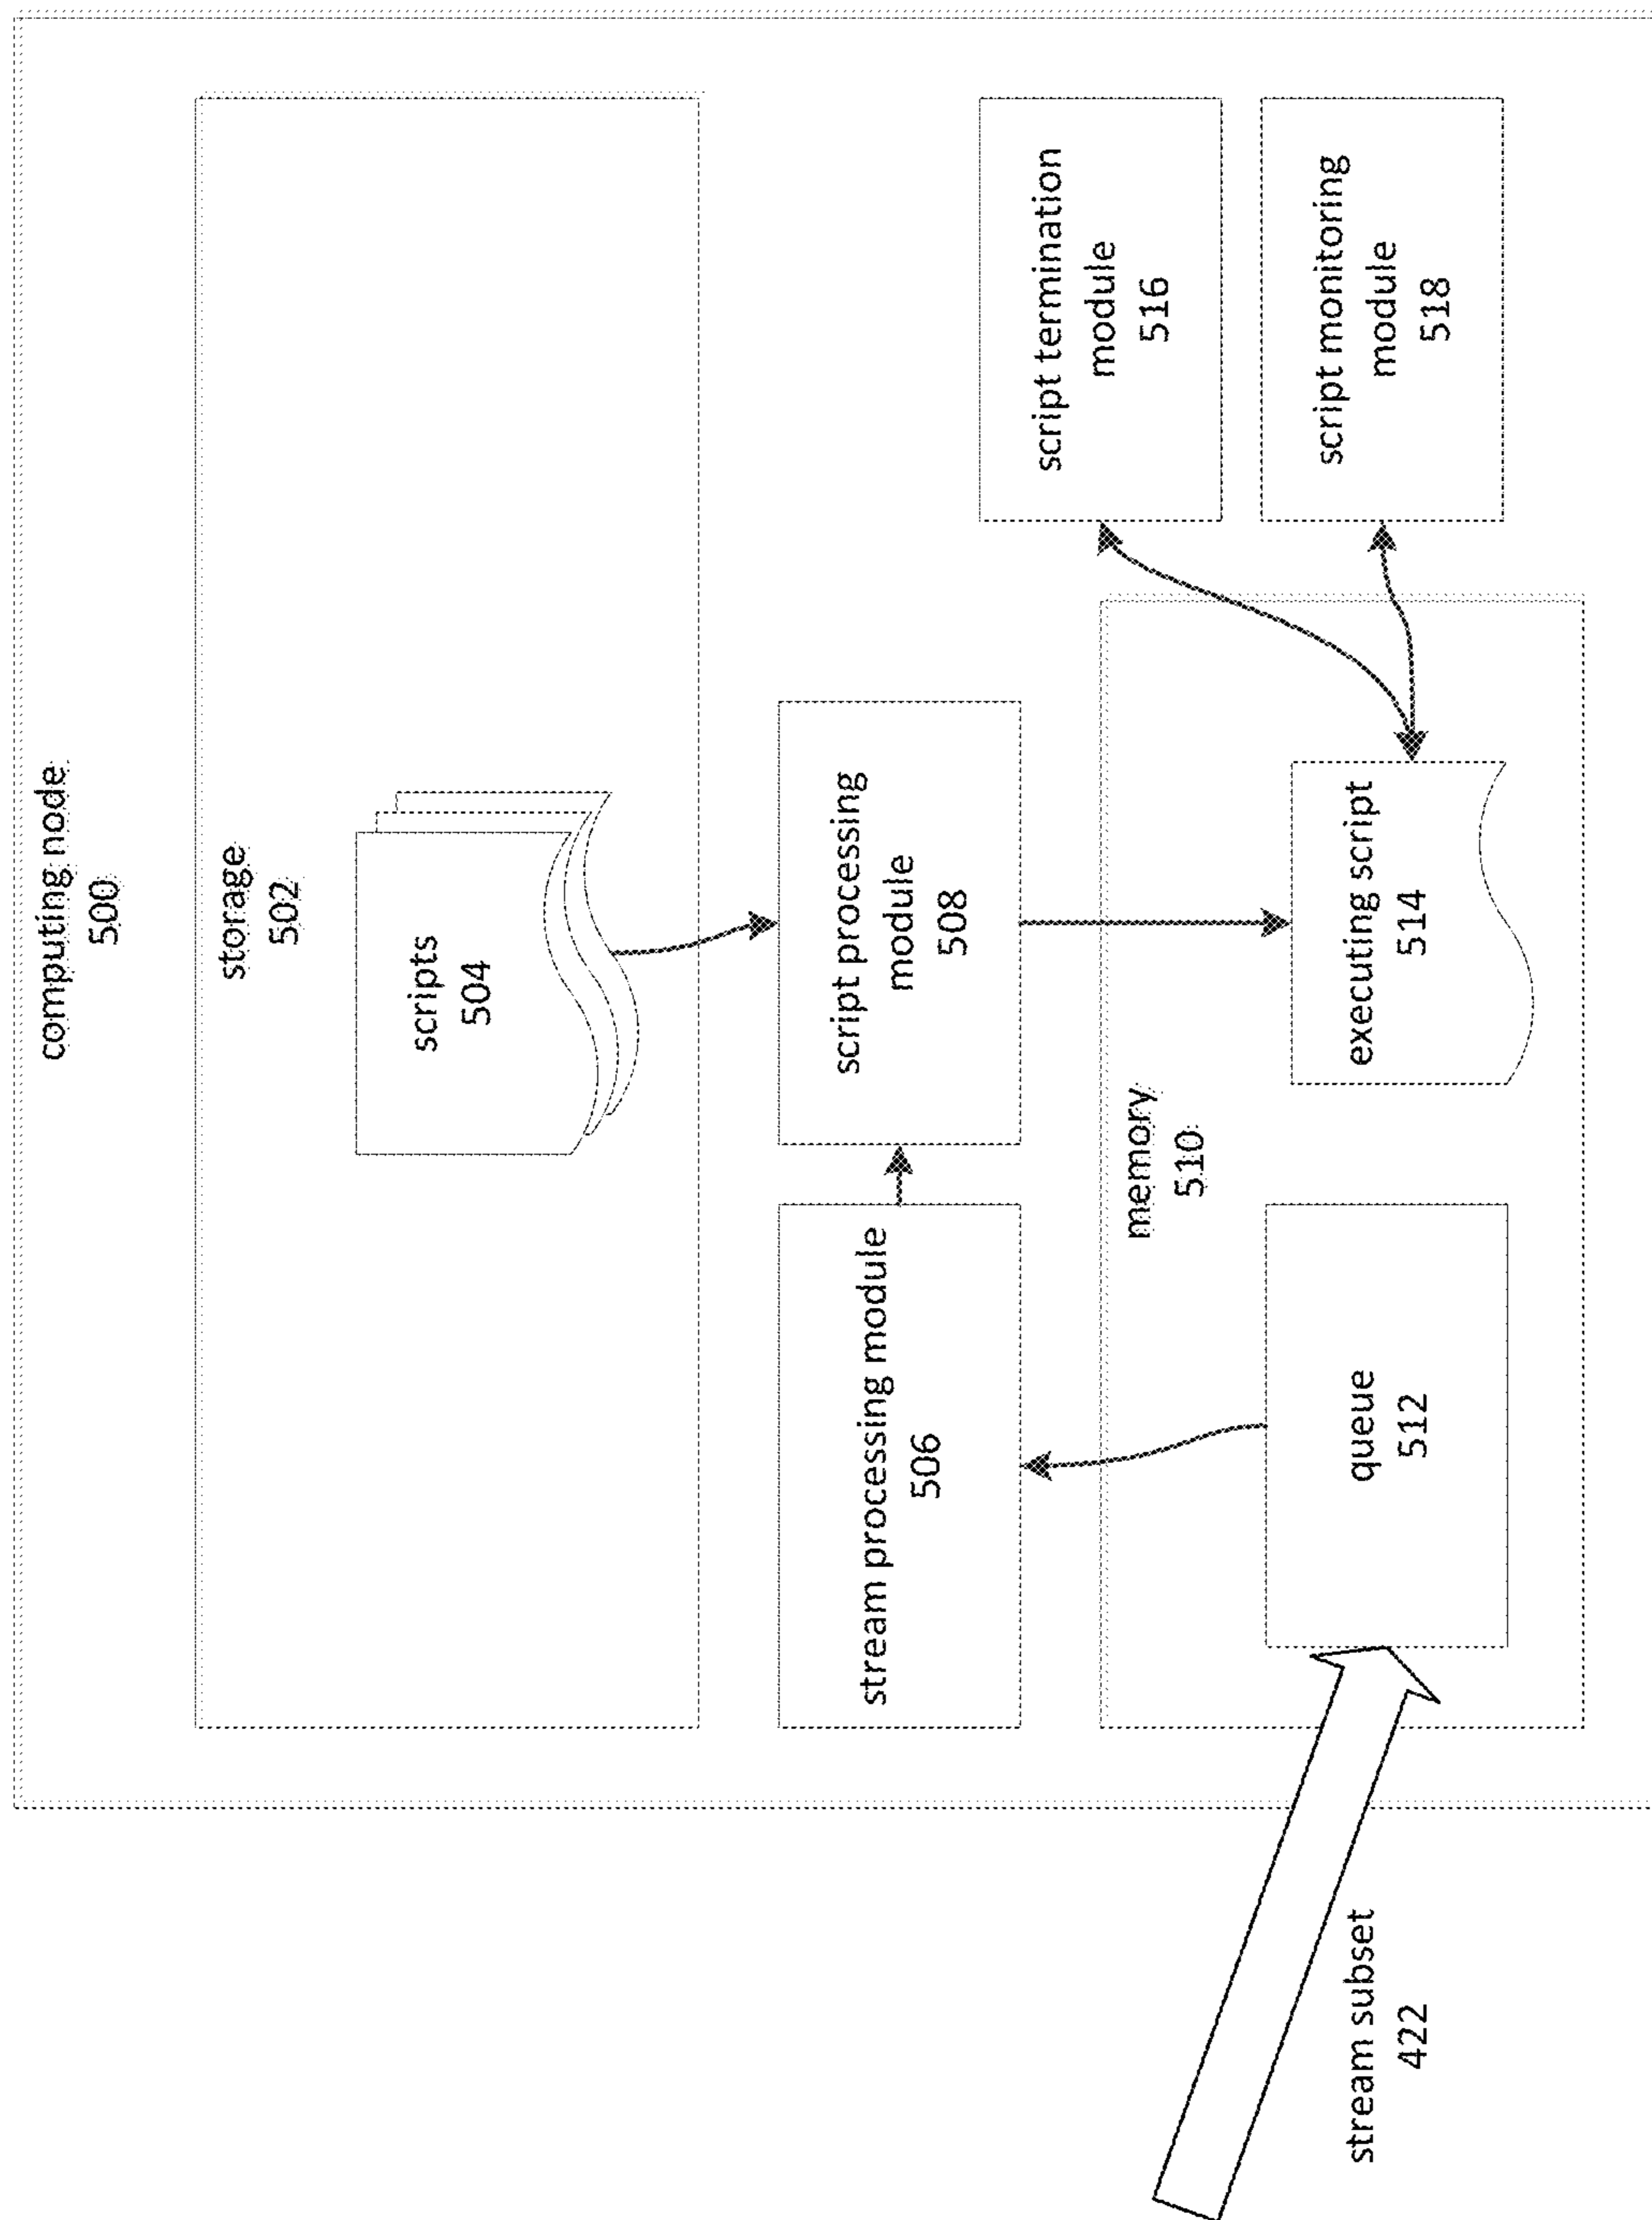 computing node
500
storage
502
scripts
504
stream processing module
506
script processing
module
508
script termination
module
516
memory
510
script monitoring
module
518
queue
512
executing script
514
stream subset
422